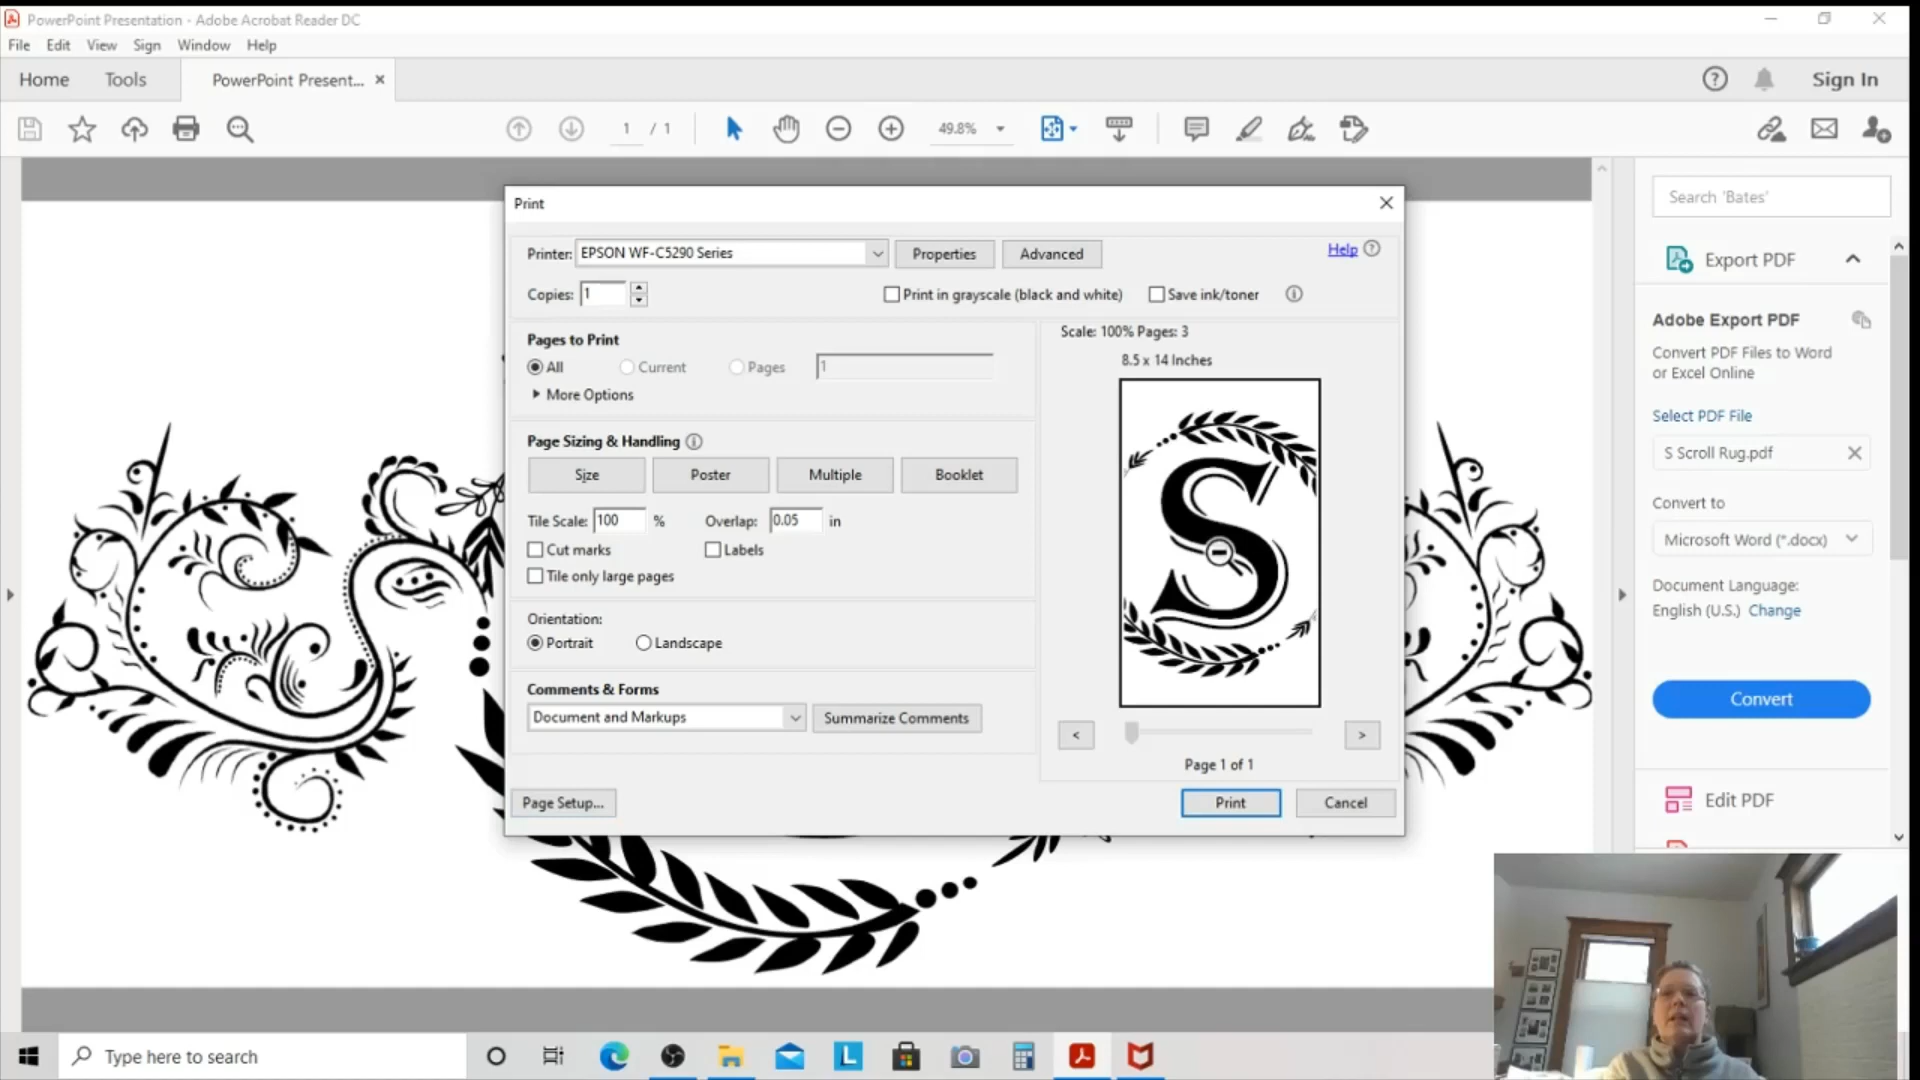 PowerPoint Presentation - Adobe Acrobat Reader DC
File Edit View Sign Window Help
Home Tools PowerPoint Present... ×
Sign In
1 / 1
49.8%
Search 'Bates'
Export PDF
Adobe Export PDF
Convert PDF Files to Word
or Excel Online
Select PDF File
S Scroll Rug.pdf
Convert to
Microsoft Word (*.docx)
Document Language:
English (U.S.) Change
Convert
Edit PDF
Print
Printer: EPSON WF-C5290 Series Properties Advanced Help
Copies: 1 Print in grayscale (black and white) Save ink/toner
Pages to Print
All Current Pages 1
More Options
Page Sizing & Handling
Size Poster Multiple Booklet
Tile Scale: 100 % Overlap: 0.05 in
Cut marks Labels
Tile only large pages
Orientation:
Portrait Landscape
Comments & Forms
Document and Markups Summarize Comments
Page Setup...
Scale: 100% Pages: 3
8.5 x 14 Inches
S
< >
Page 1 of 1
Print Cancel
Type here to search
L